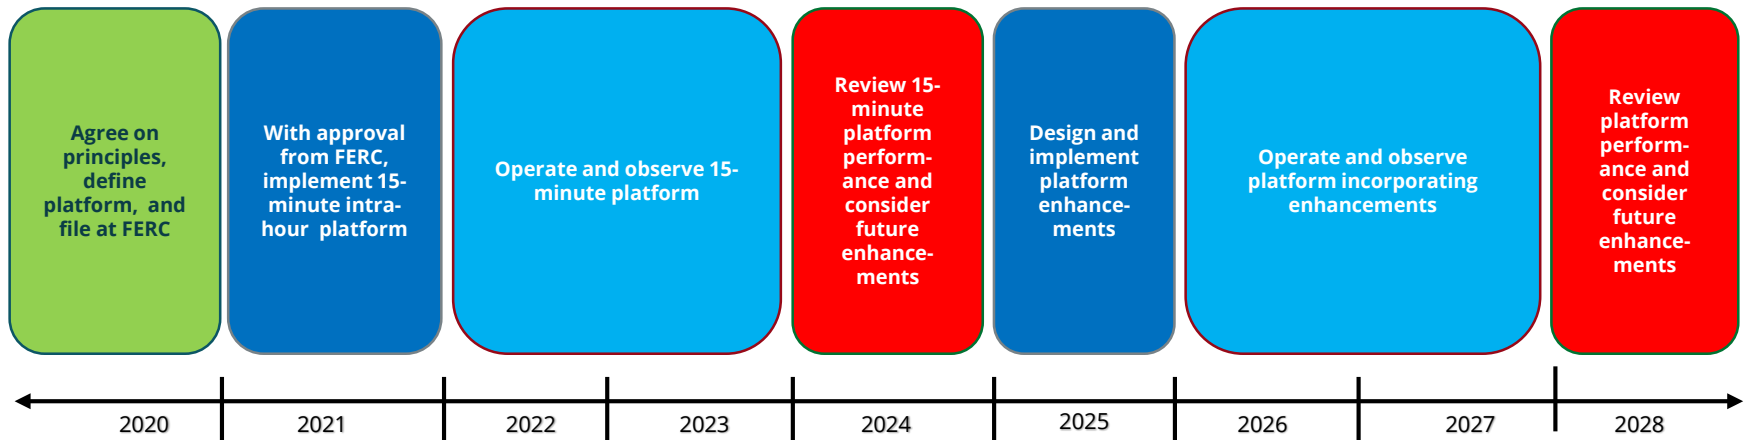 Agree on
principles,
define
platform, and
file at FERC
With approval
from FERC,
implement 15-
minute intra-
hour platform
Operate and observe 15-
minute platform
Review 15-
minute
platform
perform-
ance and
consider
future
enhance-
ments
Design and
implement
platform
enhance-
ments
Operate and observe
platform incorporating
enhancements
Review
platform
perform-
ance and
consider
future
enhance-
ments
2020
2021
2022
2023
2024
2025
2026
2027
2028